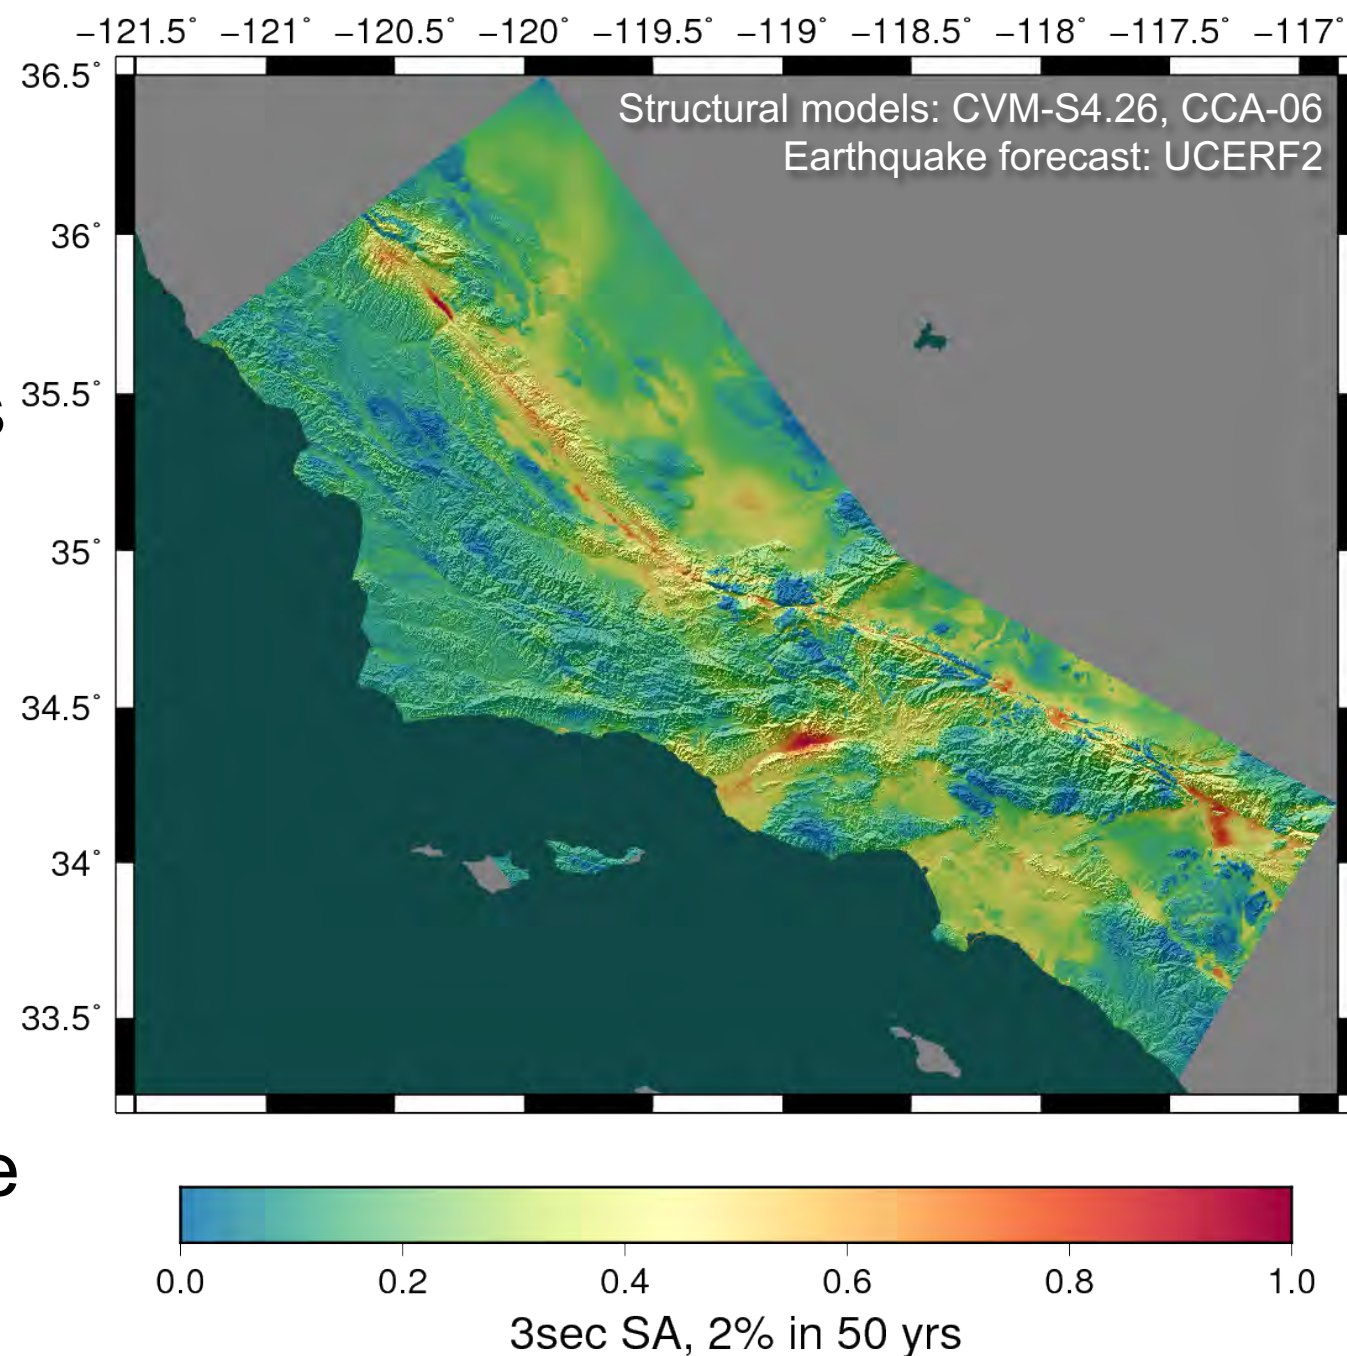 −121.5˚ −121˚ −120.5˚ −120˚ −119.5˚ −119˚ −118.5˚ −118˚ −117.5˚ −117˚
36.5˚
Structural models: CVM-S4.26, CCA-06
Earthquake forecast: UCERF2
36˚
35.5˚
s
35˚
34.5˚
34˚
33.5˚
e
0.0 0.2 0.4 0.6 0.8 1.0
3sec SA, 2% in 50 yrs